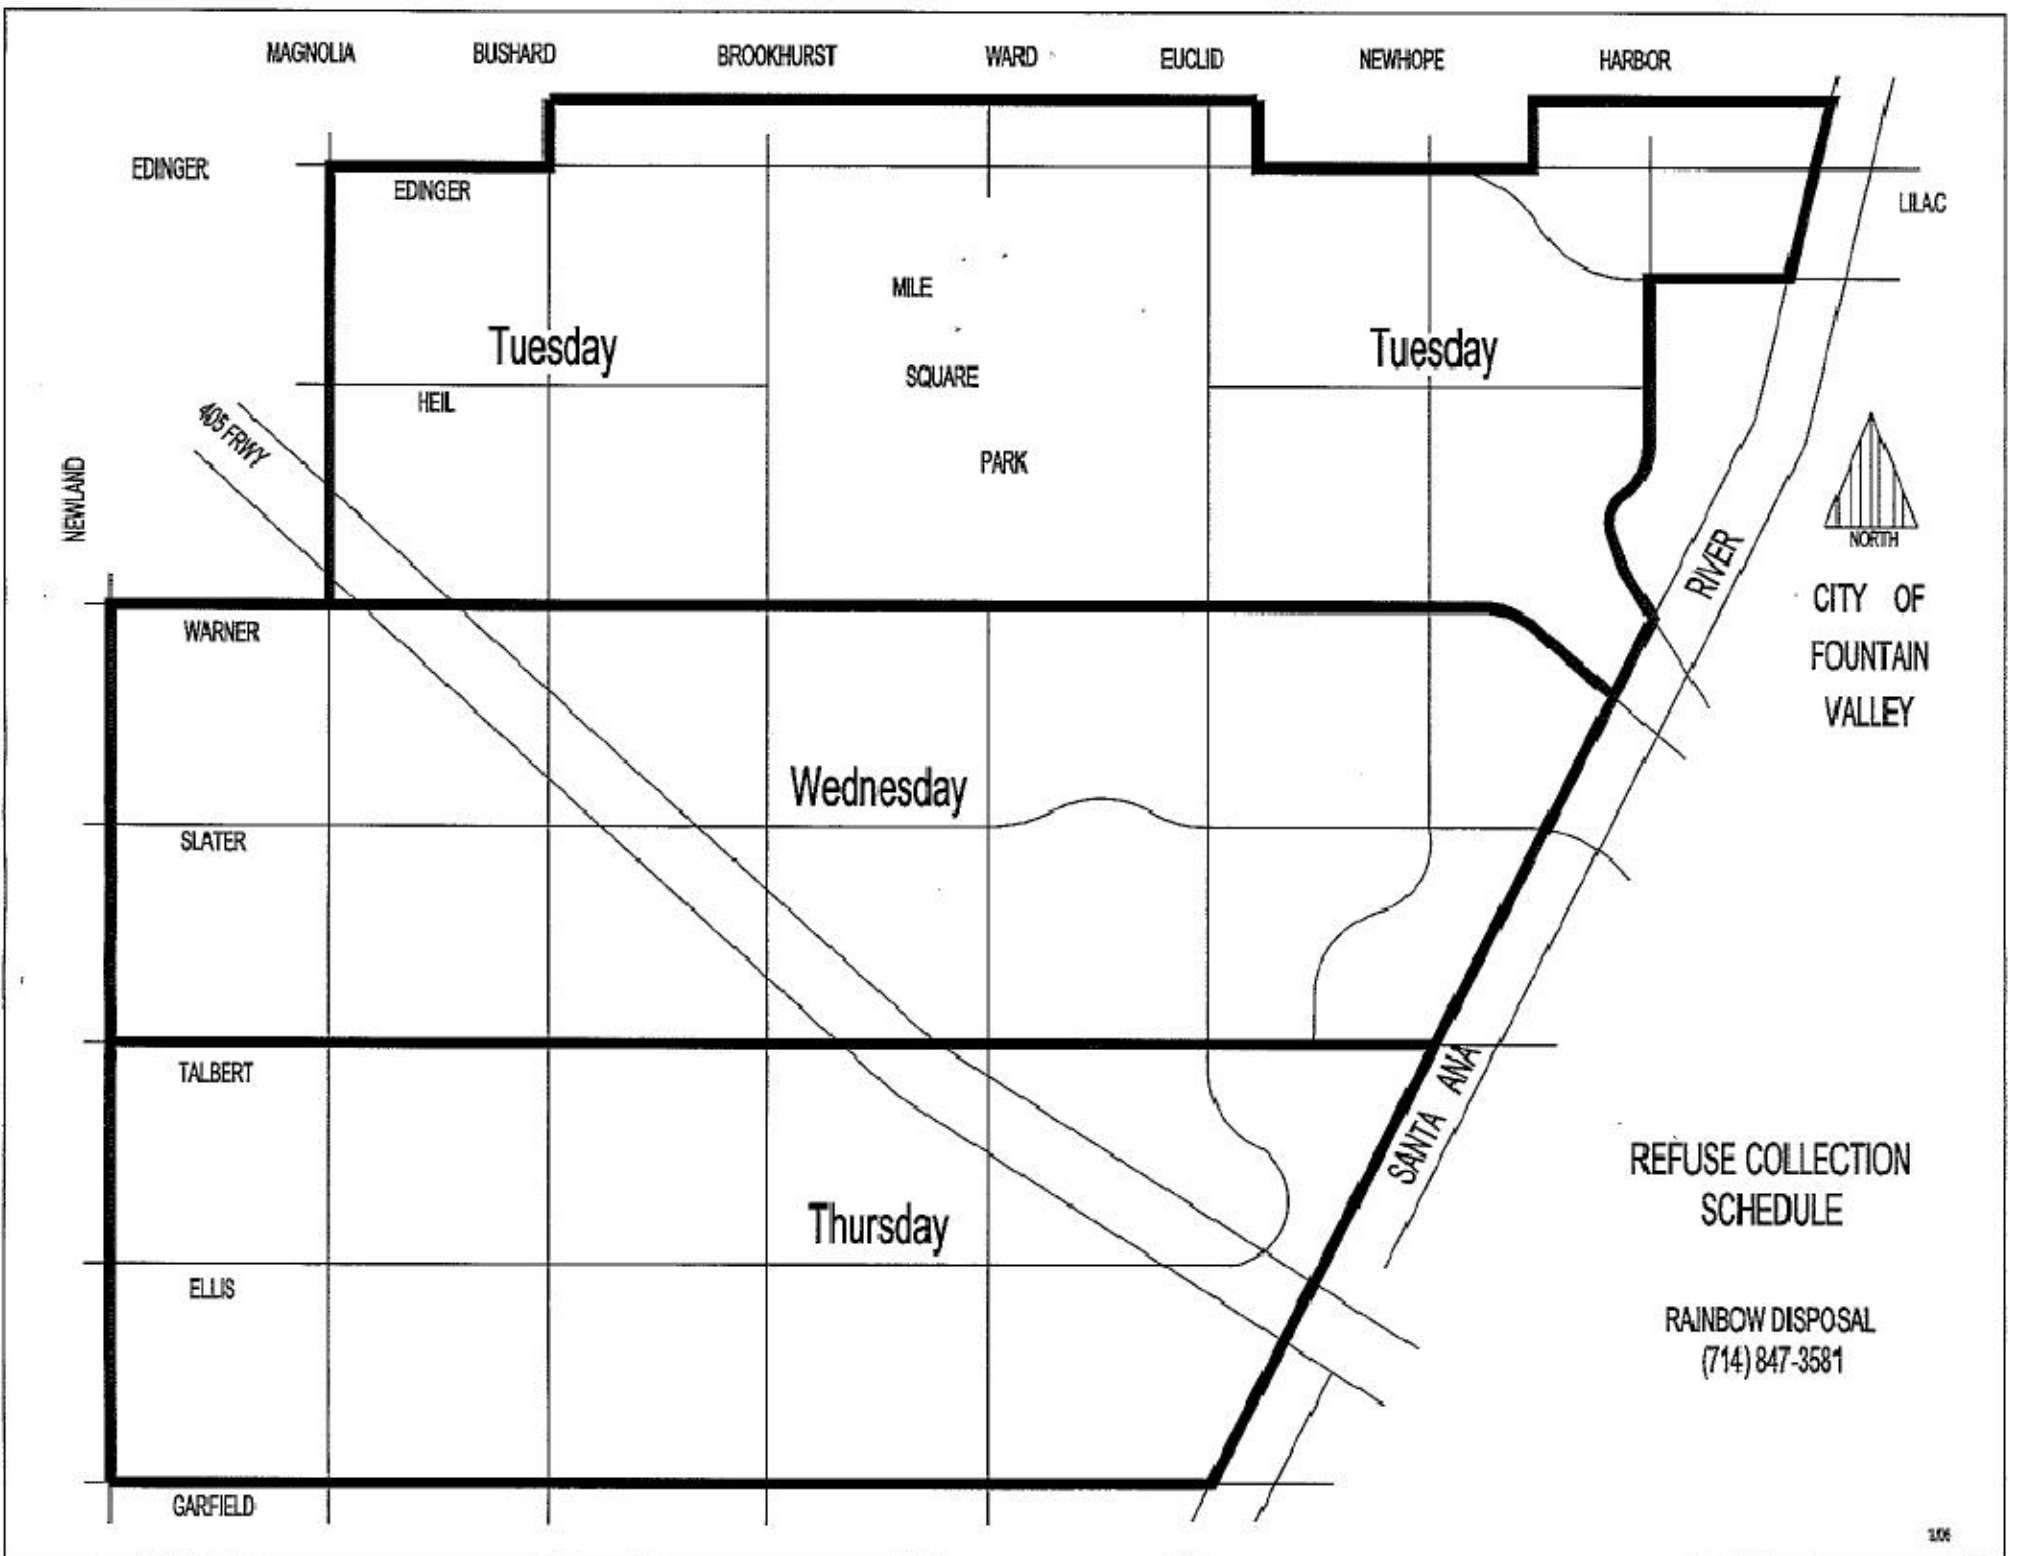 MAGNOLIA BUSHARD BROOKHURST WARD EUCLID NEWHOPE HARBOR
EDINGER
EDINGER
LILAC
MILE
Tuesday
Tuesday
SQUARE
HEIL
405 FRWY
PARK
NEWLAND
NORTH
RIVER
CITY OF
FOUNTAIN
VALLEY
WARNER
Wednesday
SLATER
TALBERT
SANTA ANA
REFUSE COLLECTION
SCHEDULE
Thursday
ELLIS
RAINBOW DISPOSAL
(714) 847-3581
GARFIELD